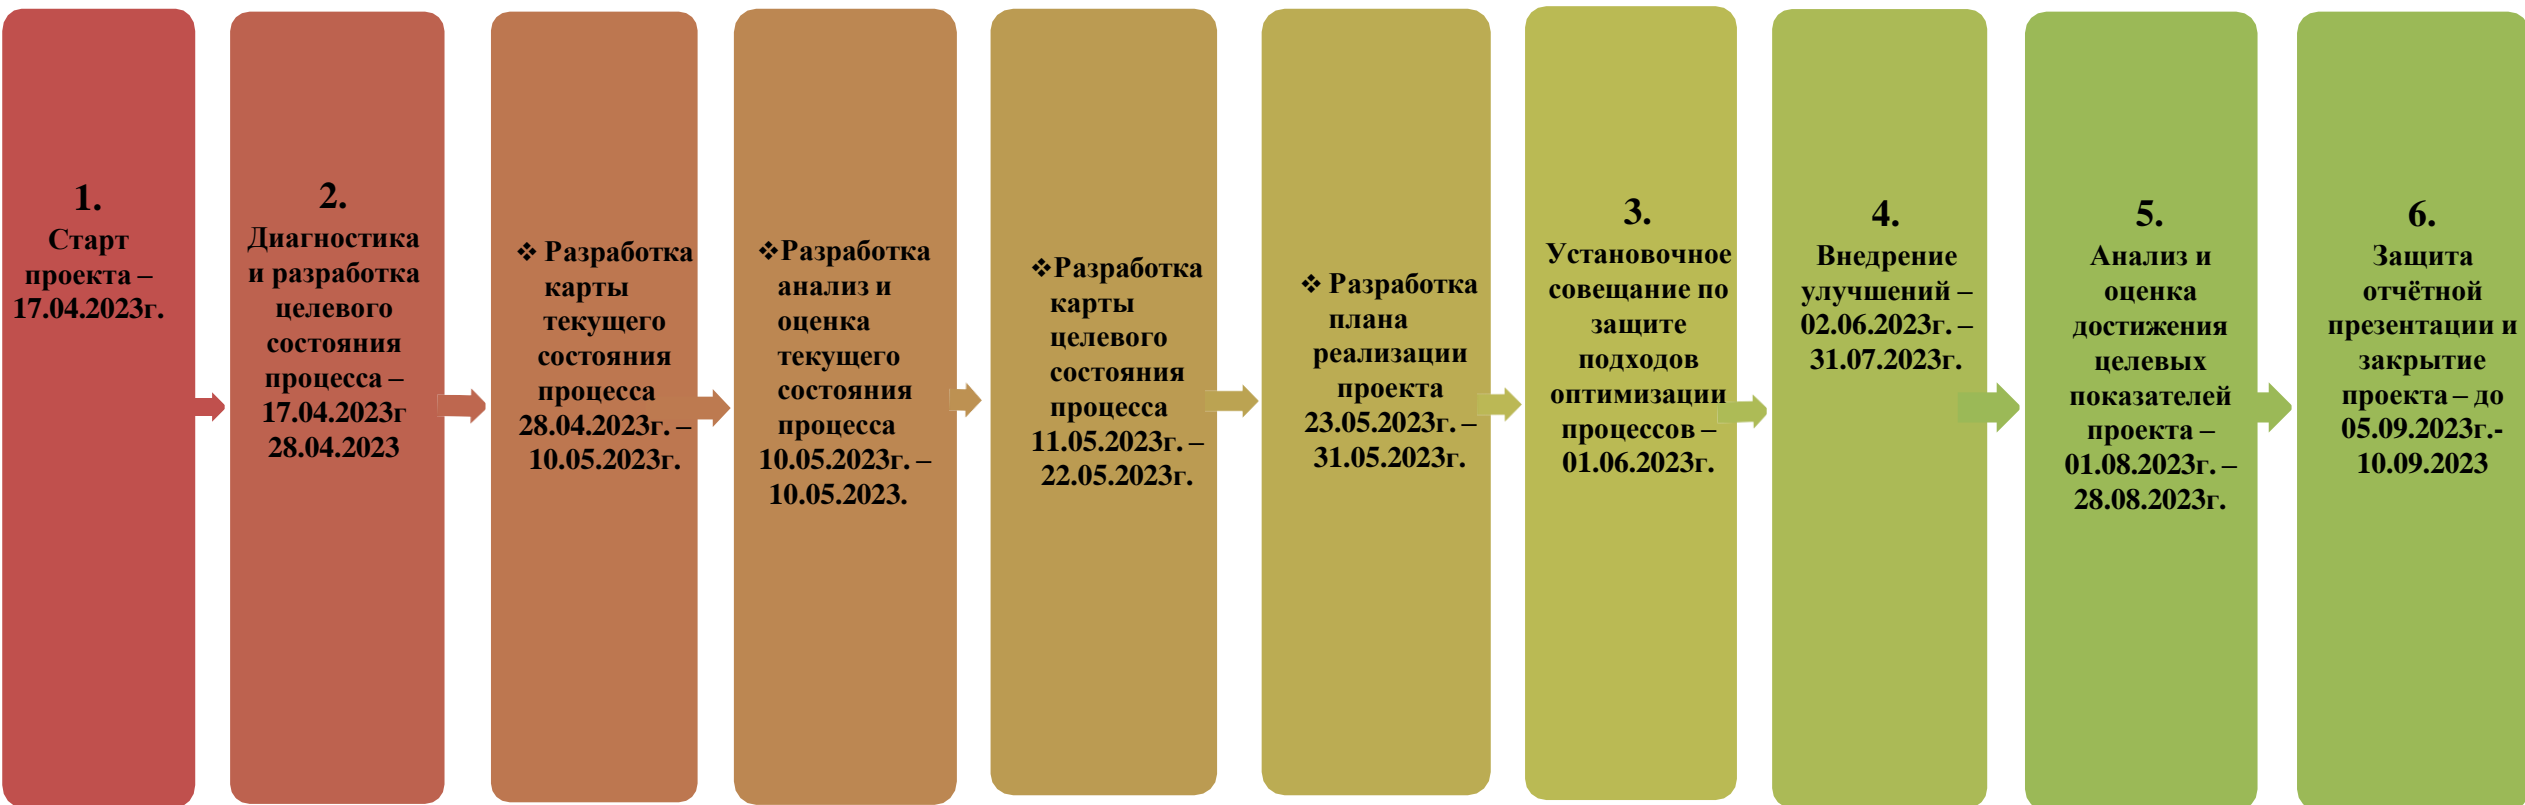 1.
Старт
проекта –
17.04.2023г.
2.
Диагностика
и разработка
целевого
состояния
процесса –
17.04.2023г
28.04.2023
❖ Разработка
карты
текущего
состояния
процесса
28.04.2023г. –
10.05.2023г.
❖Разработка
анализ и
оценка
текущего
состояния
процесса
10.05.2023г. –
10.05.2023.
❖Разработка
карты
целевого
состояния
процесса
11.05.2023г. –
22.05.2023г.
❖ Разработка
плана
реализации
проекта
23.05.2023г. –
31.05.2023г.
3.
Установочное
совещание по
защите
подходов
оптимизации
процессов –
01.06.2023г.
4.
Внедрение
улучшений –
02.06.2023г. –
31.07.2023г.
5.
Анализ и
оценка
достижения
целевых
показателей
проекта –
01.08.2023г. –
28.08.2023г.
6.
Защита
отчётной
презентации и
закрытие
проекта – до
05.09.2023г.-
10.09.2023